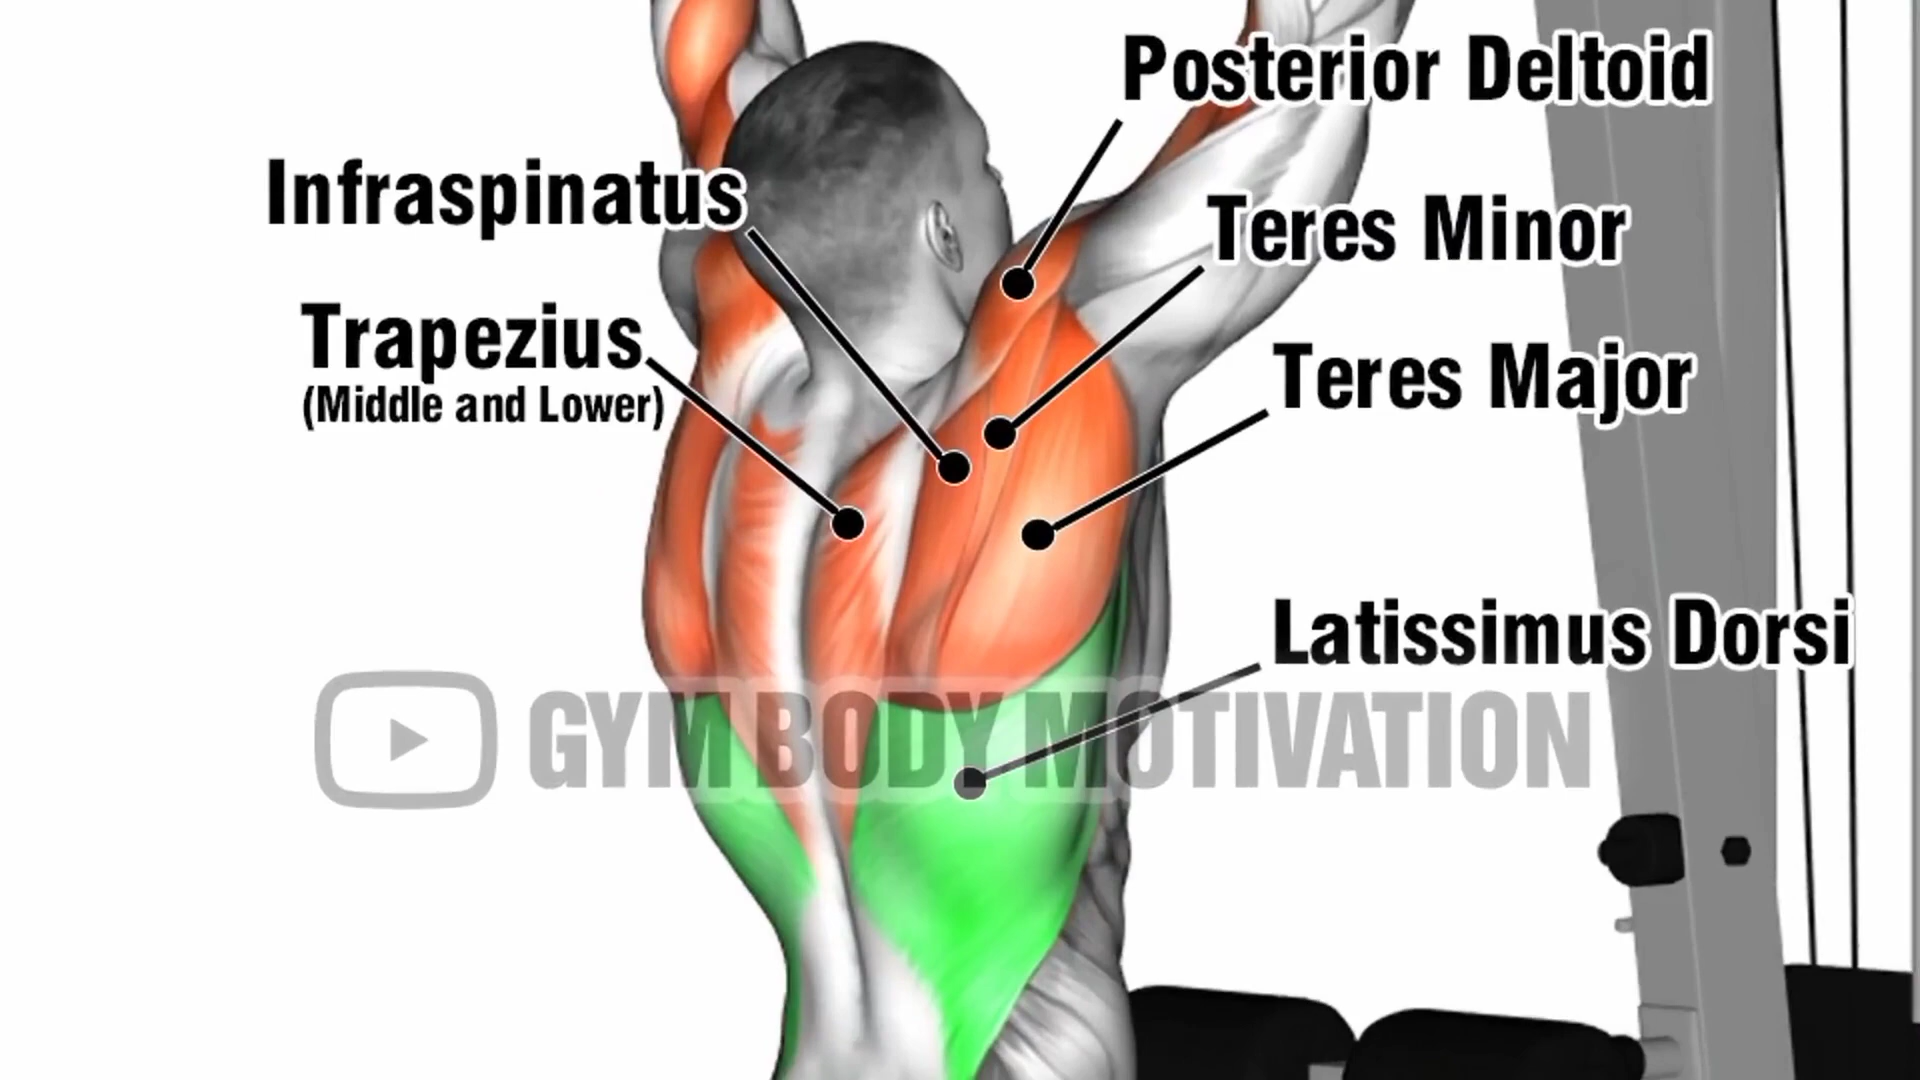 Posterior Deltoid
Infraspinatus
Teres Minor
Trapezius
(Middle and Lower)
Teres Major
Latissimus Dorsi
GYM BODY MOTIVATION